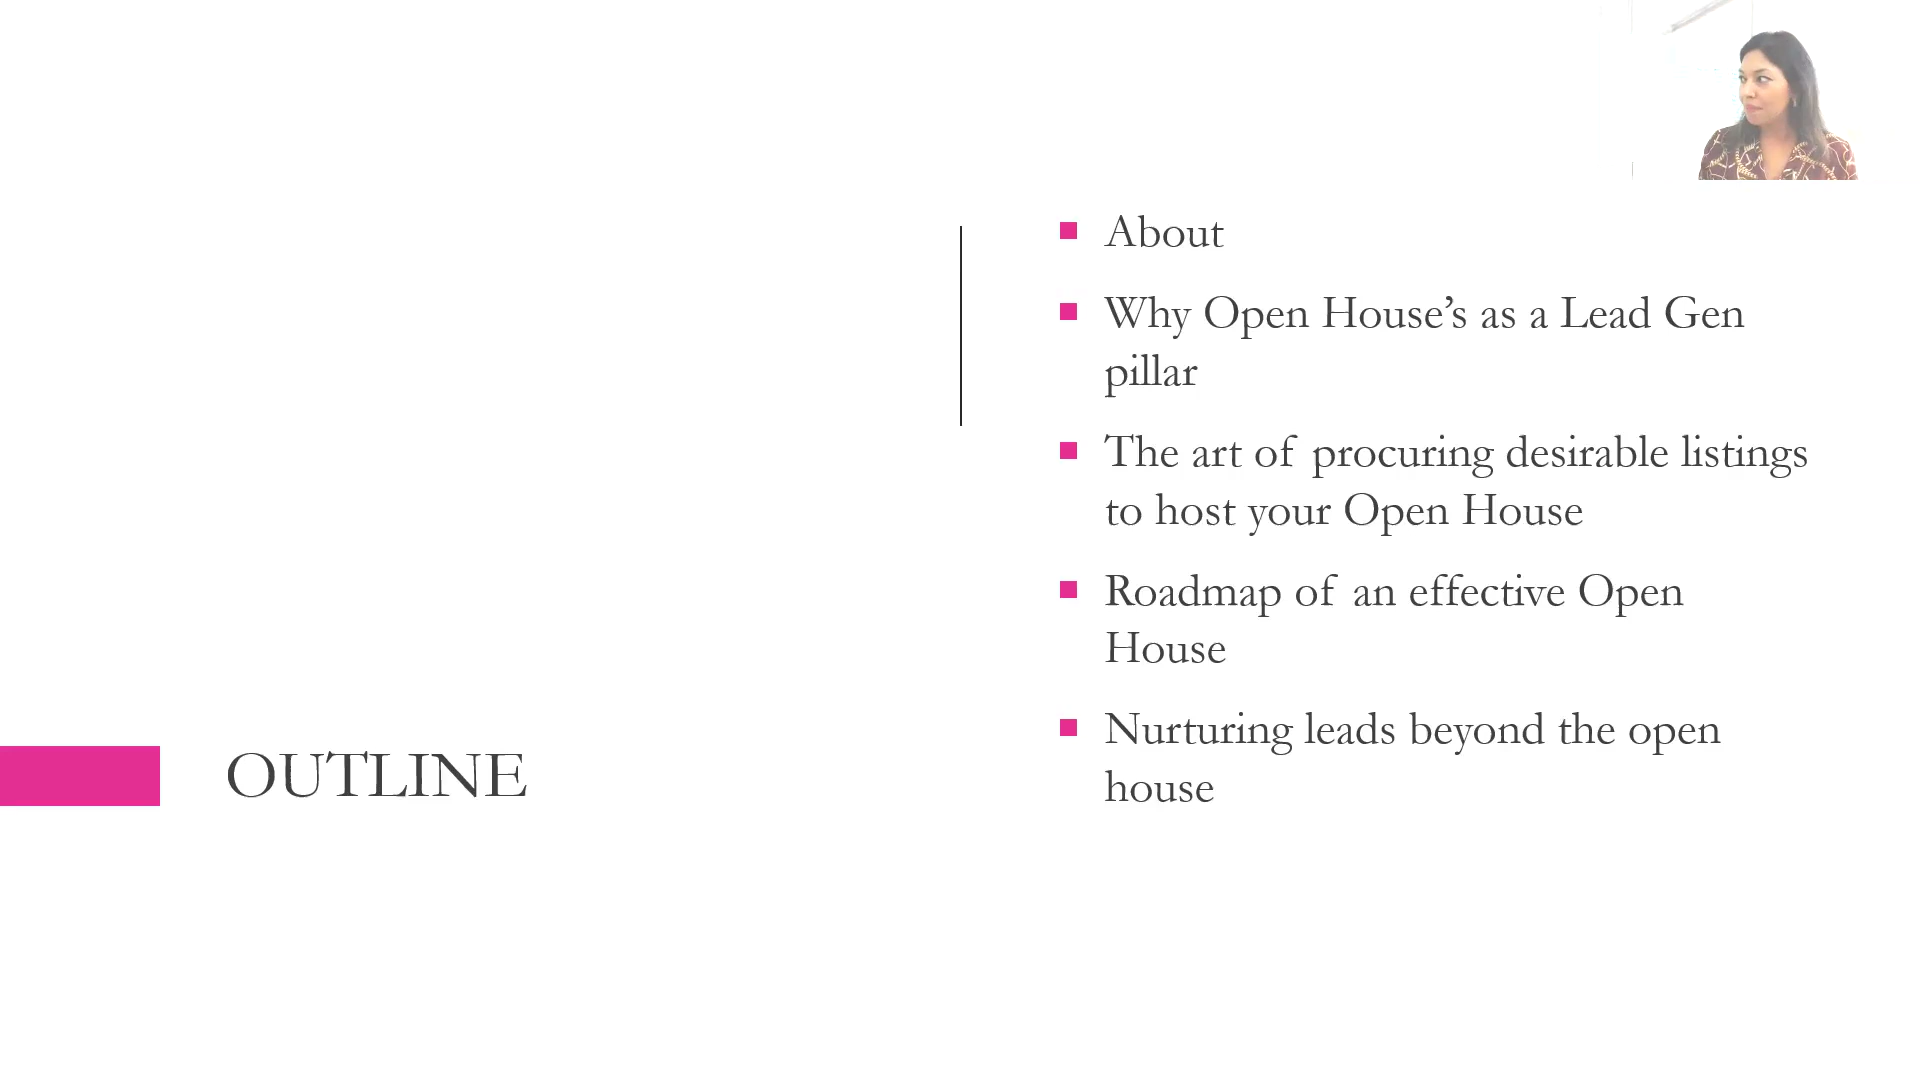 About
Why Open House’s as a Lead Gen
pillar
The art of procuring desirable listings
to host your Open House
Roadmap of an effective Open
House
Nurturing leads beyond the open
house
OUTLINE